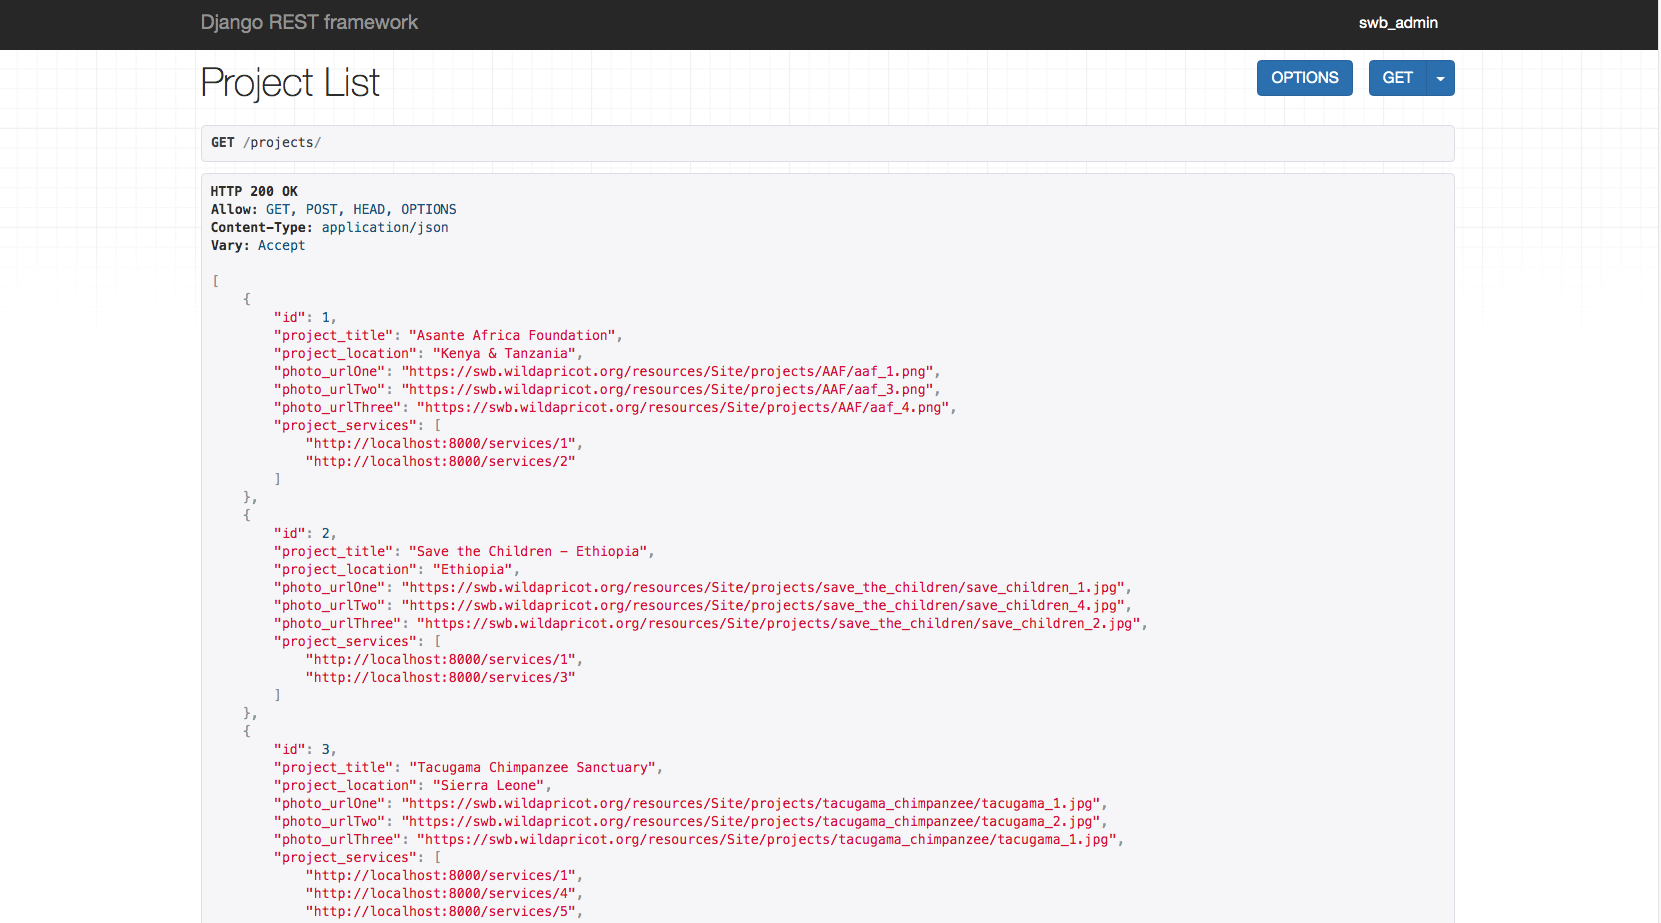 Django REST framework
swb_admin
Project List
OPTIONS
GET
GET /projects/
HTTP 200 OK
Allow: GET, POST, HEAD, OPTIONS
Content-Type: application/json
Vary: Accept
[
    {
        "id": 1,
        "project_title": "Asante Africa Foundation",
        "project_location": "Kenya & Tanzania",
        "photo_urlOne": "https://swb.wildapricot.org/resources/Site/projects/AAF/aaf_1.png",
        "photo_urlTwo": "https://swb.wildapricot.org/resources/Site/projects/AAF/aaf_3.png",
        "photo_urlThree": "https://swb.wildapricot.org/resources/Site/projects/AAF/aaf_4.png",
        "project_services": [
            "http://localhost:8000/services/1",
            "http://localhost:8000/services/2"
        ]
    },
    {
        "id": 2,
        "project_title": "Save the Children – Ethiopia",
        "project_location": "Ethiopia",
        "photo_urlOne": "https://swb.wildapricot.org/resources/Site/projects/save_the_children/save_children_1.jpg",
        "photo_urlTwo": "https://swb.wildapricot.org/resources/Site/projects/save_the_children/save_children_4.jpg",
        "photo_urlThree": "https://swb.wildapricot.org/resources/Site/projects/save_the_children/save_children_2.jpg",
        "project_services": [
            "http://localhost:8000/services/1",
            "http://localhost:8000/services/3"
        ]
    },
    {
        "id": 3,
        "project_title": "Tacugama Chimpanzee Sanctuary",
        "project_location": "Sierra Leone",
        "photo_urlOne": "https://swb.wildapricot.org/resources/Site/projects/tacugama_chimpanzee/tacugama_1.jpg",
        "photo_urlTwo": "https://swb.wildapricot.org/resources/Site/projects/tacugama_chimpanzee/tacugama_2.jpg",
        "photo_urlThree": "https://swb.wildapricot.org/resources/Site/projects/tacugama_chimpanzee/tacugama_1.jpg",
        "project_services": [
            "http://localhost:8000/services/1",
            "http://localhost:8000/services/4",
            "http://localhost:8000/services/5",